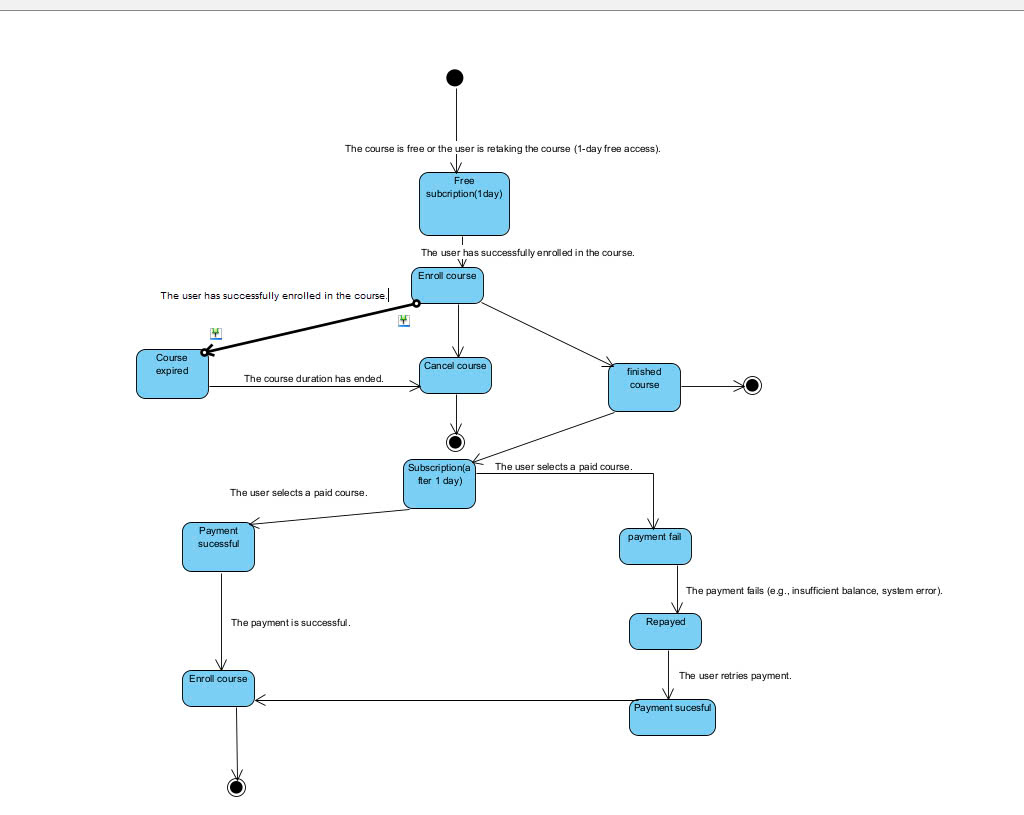 The course is free or the user is retaking the course (1-day free access).
Free
subcription(1day)
The user has successfully enrolled in the course.
Enroll course
The user has successfully enrolled in the course.
Course
expired
The course duration has ended.
Cancel course
finished
course
Subscription(a
fter 1 day)
The user selects a paid course.
The user selects a paid course.
Payment
sucessful
payment fail
The payment fails (e.g., insufficient balance, system error).
Repayed
The payment is successful.
The user retries payment.
Enroll course
Payment sucesful